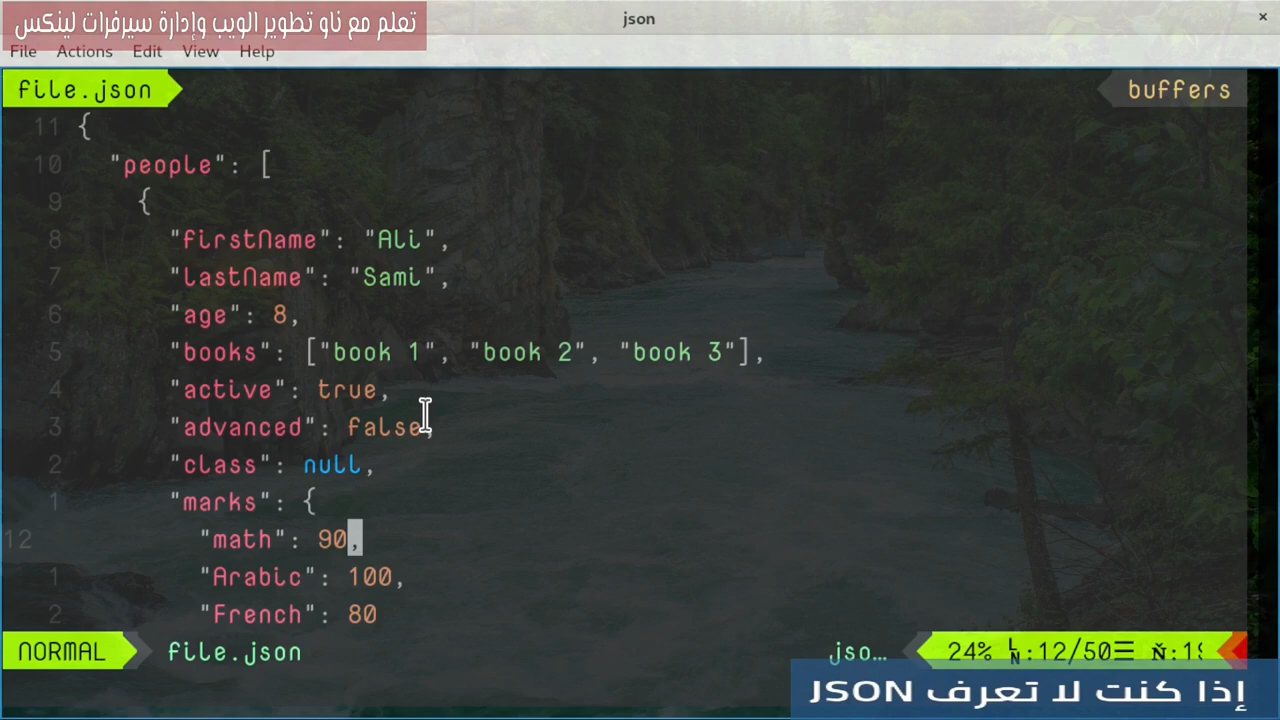 تعلم مع ناو تطوير الويب وإدارة سيرفرات لينكس
json ×
File Actions Edit View Help
file.json buffers
11 {
10 "people": [
9 {
8 "firstName": "Ali",
7 "lastName": "Sami",
6 "age": 8,
5 "books": ["book 1", "book 2", "book 3"],
4 "active": true,
3 "advanced": false,
2 "class": null,
1 "marks": {
12 "math": 90,
1 "Arabic": 100,
2 "French": 80
NORMAL file.json jso… 24% LN:12/50☰
إذا كنت لا تعرف JSON